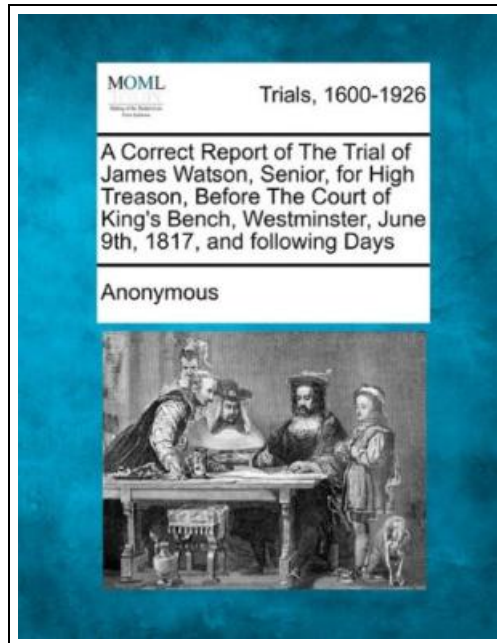 MOML
Trials, 1600-1926
A Correct Report of The Trial of
James Watson, Senior, for High
Treason, Before The Court of
King's Bench, Westminster, June
9th, 1817, and following Days
Anonymous